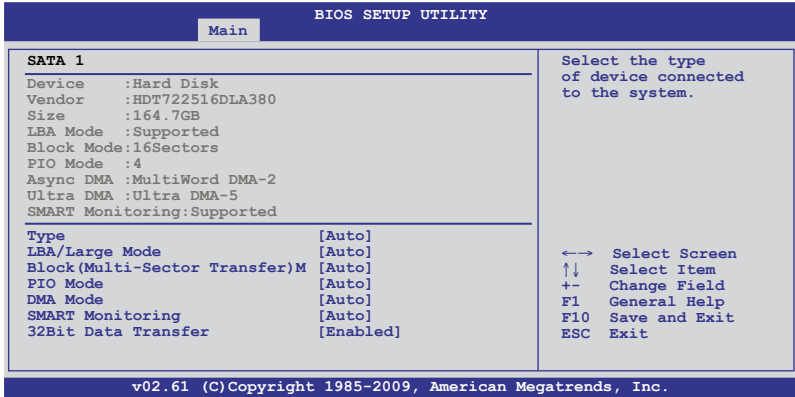 BIOS SETUP UTILITY
Main
SATA 1
Device :Hard Disk
Vendor :HDT722516DLA380
Size :164.7GB
LBA Mode :Supported
Block Mode:16Sectors
PIO Mode :4
Async DMA :MultiWord DMA-2
Ultra DMA :Ultra DMA-5
SMART Monitoring:Supported
Type [Auto]
LBA/Large Mode [Auto]
Block(Multi-Sector Transfer)M [Auto]
PIO Mode [Auto]
DMA Mode [Auto]
SMART Monitoring [Auto]
32Bit Data Transfer [Enabled]
Select the type
of device connected
to the system.
←→ Select Screen
↑↓ Select Item
+- Change Field
F1 General Help
F10 Save and Exit
ESC Exit
v02.61 (C)Copyright 1985-2009, American Megatrends, Inc.